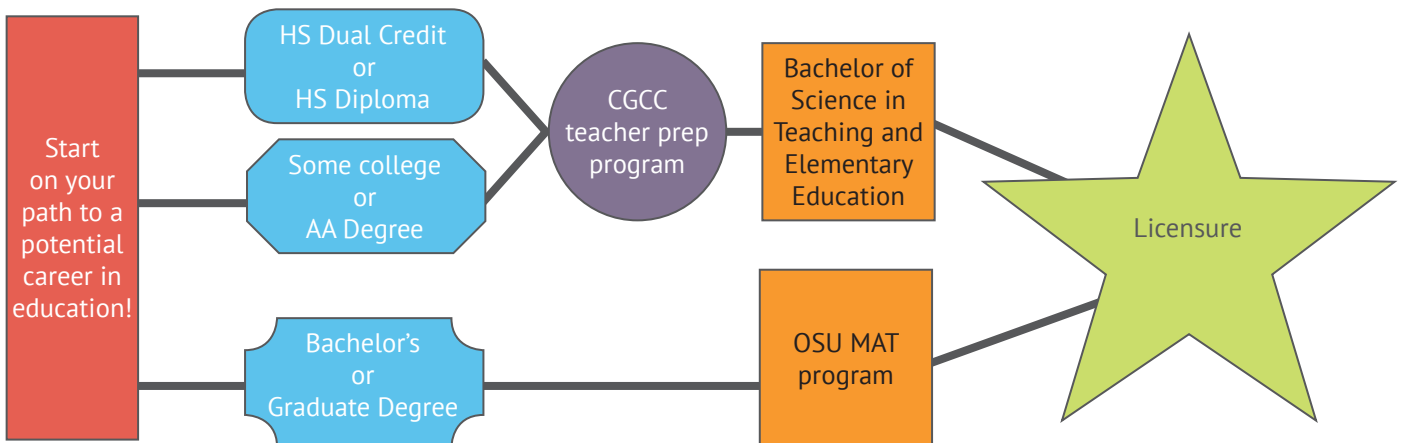 Start
on your
path to a
potential
career in
education!
HS Dual Credit
or
HS Diploma
Some college
or
AA Degree
Bachelor’s
or
Graduate Degree
CGCC
teacher prep
program
Bachelor of
Science in
Teaching and
Elementary
Education
OSU MAT
program
Licensure